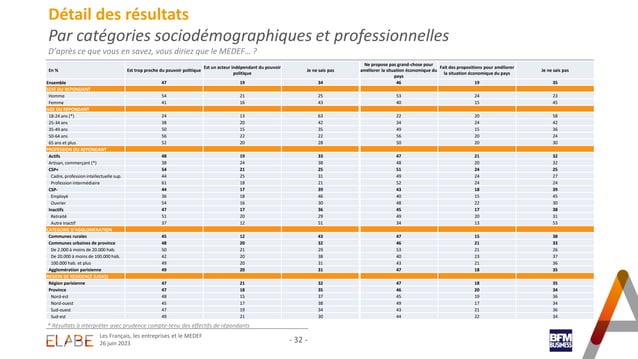 Détail des résultats
Par catégories sociodémographiques et professionnelles
D'après ce que vous en savez, vous diriez que le MEDEF… ?
En % Est trop proche du pouvoir politique Est un acteur indépendant du pouvoir politique Je ne sais pas Ne propose pas grand-chose pour améliorer la situation économique du pays Fait des propositions pour améliorer la situation économique du pays Je ne sais pas
Ensemble 47 19 34 46 19 35
SEXE DU REPONDANT
Homme 54 21 25 53 24 23
Femme 41 16 43 40 15 45
AGE DU REPONDANT
18-24 ans (*) 24 13 63 22 20 58
25-34 ans 38 20 42 34 24 42
35-49 ans 50 15 35 49 15 36
50-64 ans 56 22 22 56 20 24
65 ans et plus 52 20 28 50 20 30
PROFESSION DU REPONDANT
Actifs 48 19 33 47 21 32
Artisan, commerçant (*) 38 24 38 48 20 32
CSP+ 54 21 25 51 24 25
Cadre, profession intellectuelle sup. 44 25 31 49 24 27
Profession intermédiaire 61 18 21 52 24 24
CSP- 44 17 39 43 18 39
Employé 36 18 46 40 15 45
Ouvrier 54 16 30 48 22 30
Inactifs 47 17 36 45 17 38
Retraité 51 20 29 49 20 31
Autre inactif 37 12 51 34 13 53
CATEGORIE D'AGGLOMERATION
Communes rurales 45 12 43 47 15 38
Communes urbaines de province 48 20 32 46 21 33
De 2.000 à moins de 20.000 hab. 50 21 29 53 21 26
De 20.000 à moins de 100.000 hab. 42 20 38 40 23 37
100.000 hab. et plus 49 20 31 43 21 36
Agglomération parisienne 49 20 31 47 18 35
REGION DE RESIDENCE (UDA5)
Région parisienne 47 21 32 47 18 35
Province 47 18 35 46 20 34
Nord-est 48 15 37 45 19 36
Nord-ouest 45 17 38 49 17 34
Sud-ouest 47 19 34 43 21 36
Sud-est 49 21 30 44 22 34
* Résultats à interpréter avec prudence compte-tenu des effectifs de répondants
ELABE
Les Français, les entreprises et le MEDEF
26 juin 2023
- 32 -
BFM
BUSINESS